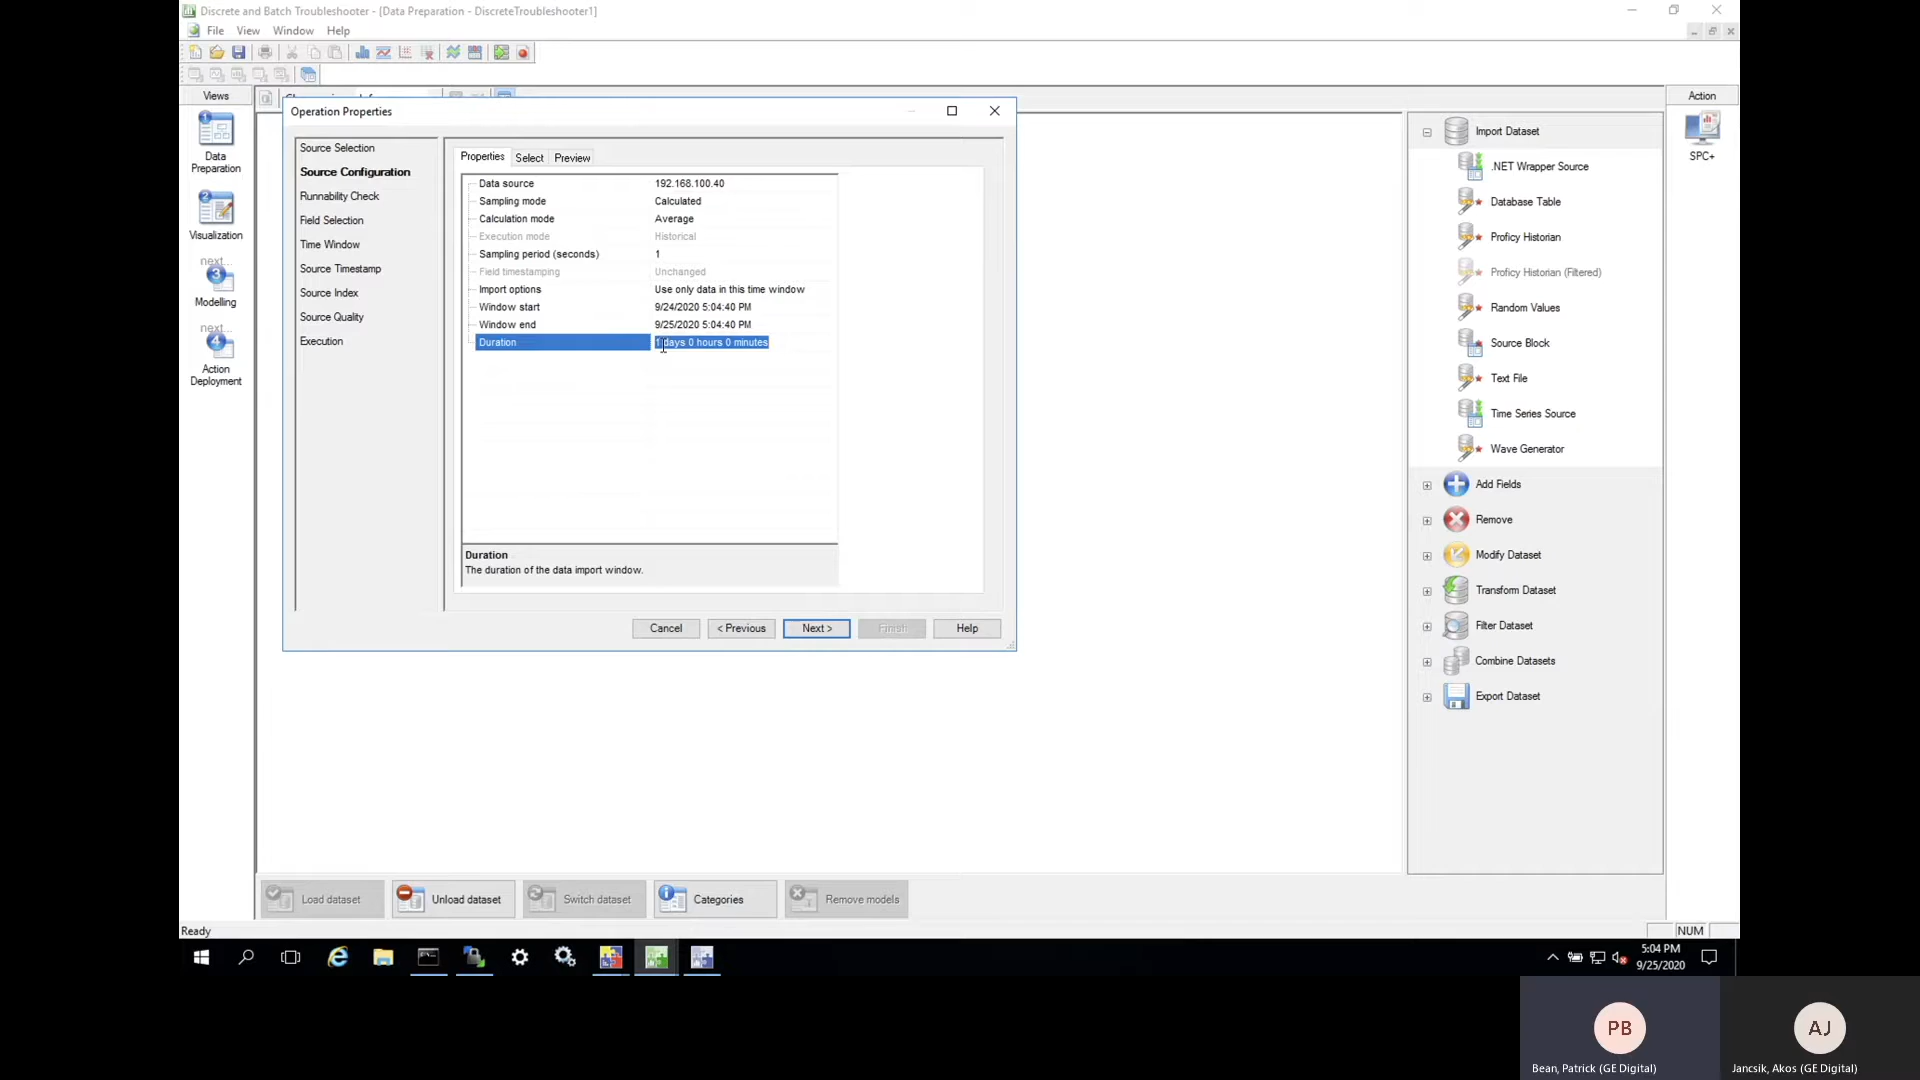 Discrete and Batch Troubleshooter - [Data Preparation - DiscreteTroubleshooter1]
File View Window Help
Views
Data
Preparation
Visualization
next...
3
Modelling
next...
4
Action
Deployment
Operation Properties
Source Selection
Source Configuration
Runnability Check
Field Selection
Time Window
Source Timestamp
Source Index
Source Quality
Execution
Properties Select Preview
Data source 192.168.100.40
Sampling mode Calculated
Calculation mode Average
Execution mode Historical
Sampling period (seconds) 1
Field timestamping Unchanged
Import options Use only data in this time window
Window start 9/24/2020 5:04:40 PM
Window end 9/25/2020 5:04:40 PM
Duration 1 days 0 hours 0 minutes
Duration
The duration of the data import window.
Cancel < Previous Next > Finish Help
Import Dataset
.NET Wrapper Source
Database Table
Proficy Historian
Proficy Historian (Filtered)
Random Values
Source Block
Text File
Time Series Source
Wave Generator
Add Fields
Remove
Modify Dataset
Transform Dataset
Filter Dataset
Combine Datasets
Export Dataset
Action
SPC+
Load dataset Unload dataset Switch dataset Categories Remove models
Ready NUM
5:04 PM
9/25/2020
PB
Bean, Patrick (GE Digital)
AJ
Jancsik, Akos (GE Digital)